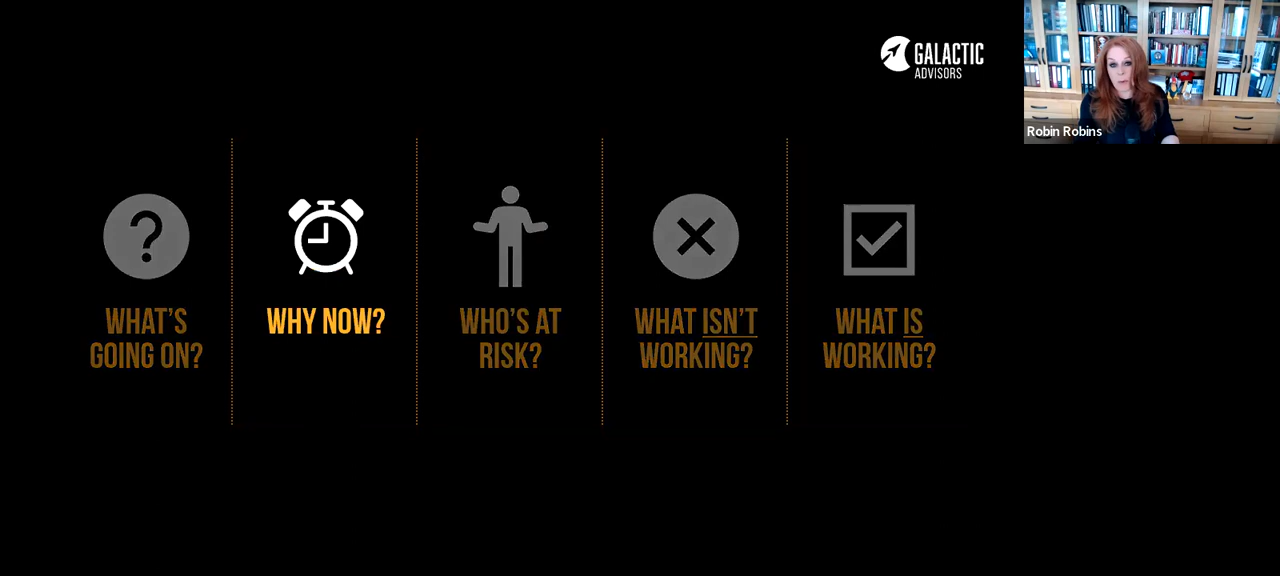 GALACTIC
ADVISORS
Robin Robins
WHAT'S
GOING ON?
WHY NOW?
WHO'S AT
RISK?
WHAT ISN'T
WORKING?
WHAT IS
WORKING?